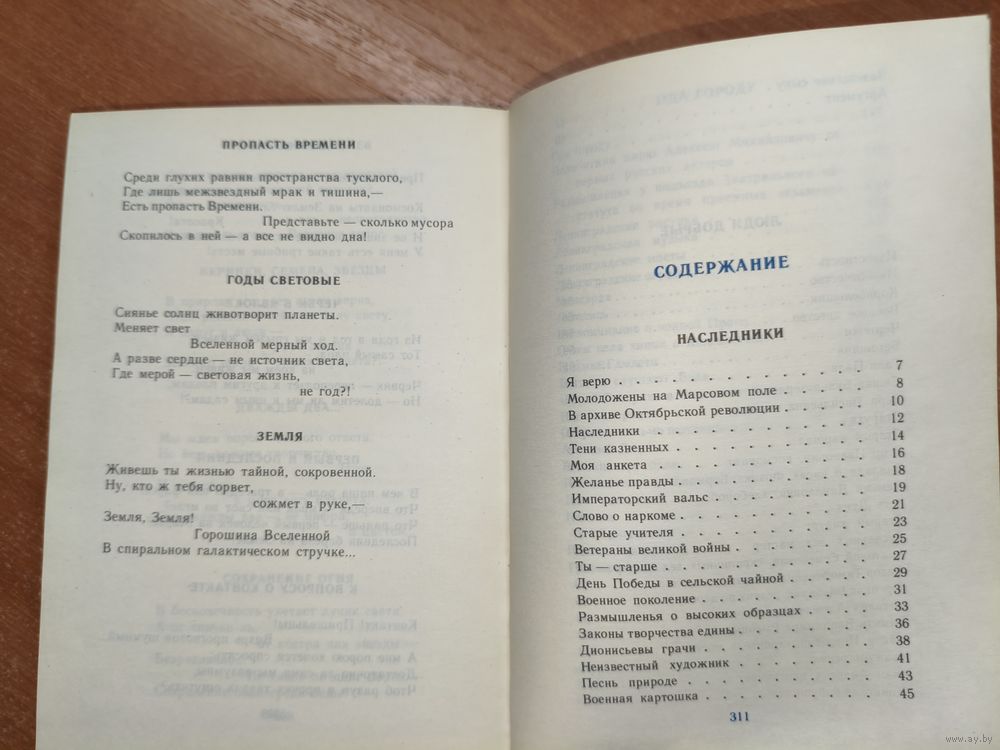 ПРОПАСТЬ ВРЕМЕНИ
Среди глухих равнин пространства тусклого,
Где лишь межзвездный мрак и тишина,—
Есть пропасть Времени.
Представьте — сколько мусора
Скопилось в ней — а все не видно дна!
ГОДЫ СВЕТОВЫЕ
Сиянье солнц животворит планеты.
Меняет свет
Вселенной мерный ход.
А разве сердце — не источник света,
Где мерой — световая жизнь,
не год?!
ЗЕМЛЯ
Живешь ты жизнью тайной, сокровенной.
Ну, кто ж тебя сорвет,
сожмет в руке,—
Земля, Земля!
Горошина Вселенной
В спиральном галактическом стручке...
СОДЕРЖАНИЕ
НАСЛЕДНИКИ
Я верю . . . . . . . . . . . . 7
Молодожены на Марсовом поле . . . . . 8
В архиве Октябрьской революции . . . . 10
Наследники . . . . . . . . . . 12
Тени казненных . . . . . . . . . 14
Моя анкета . . . . . . . . . . 16
Желанье правды . . . . . . . . . 18
Императорский вальс . . . . . . . 19
Слово о наркоме . . . . . . . . . 21
Старые учителя . . . . . . . . . 23
Ветераны великой войны . . . . . . 25
Ты — старше . . . . . . . . . . 27
День Победы в сельской чайной . . . . 29
Военное поколение . . . . . . . . 31
Размышленья о высоких образцах . . . . 33
Законы творчества едины . . . . . . 36
Дионисьевы грачи . . . . . . . . 38
Неизвестный художник . . . . . . . 41
Песнь природе . . . . . . . . . 43
Военная картошка . . . . . . . . 45
311
www.ay.by